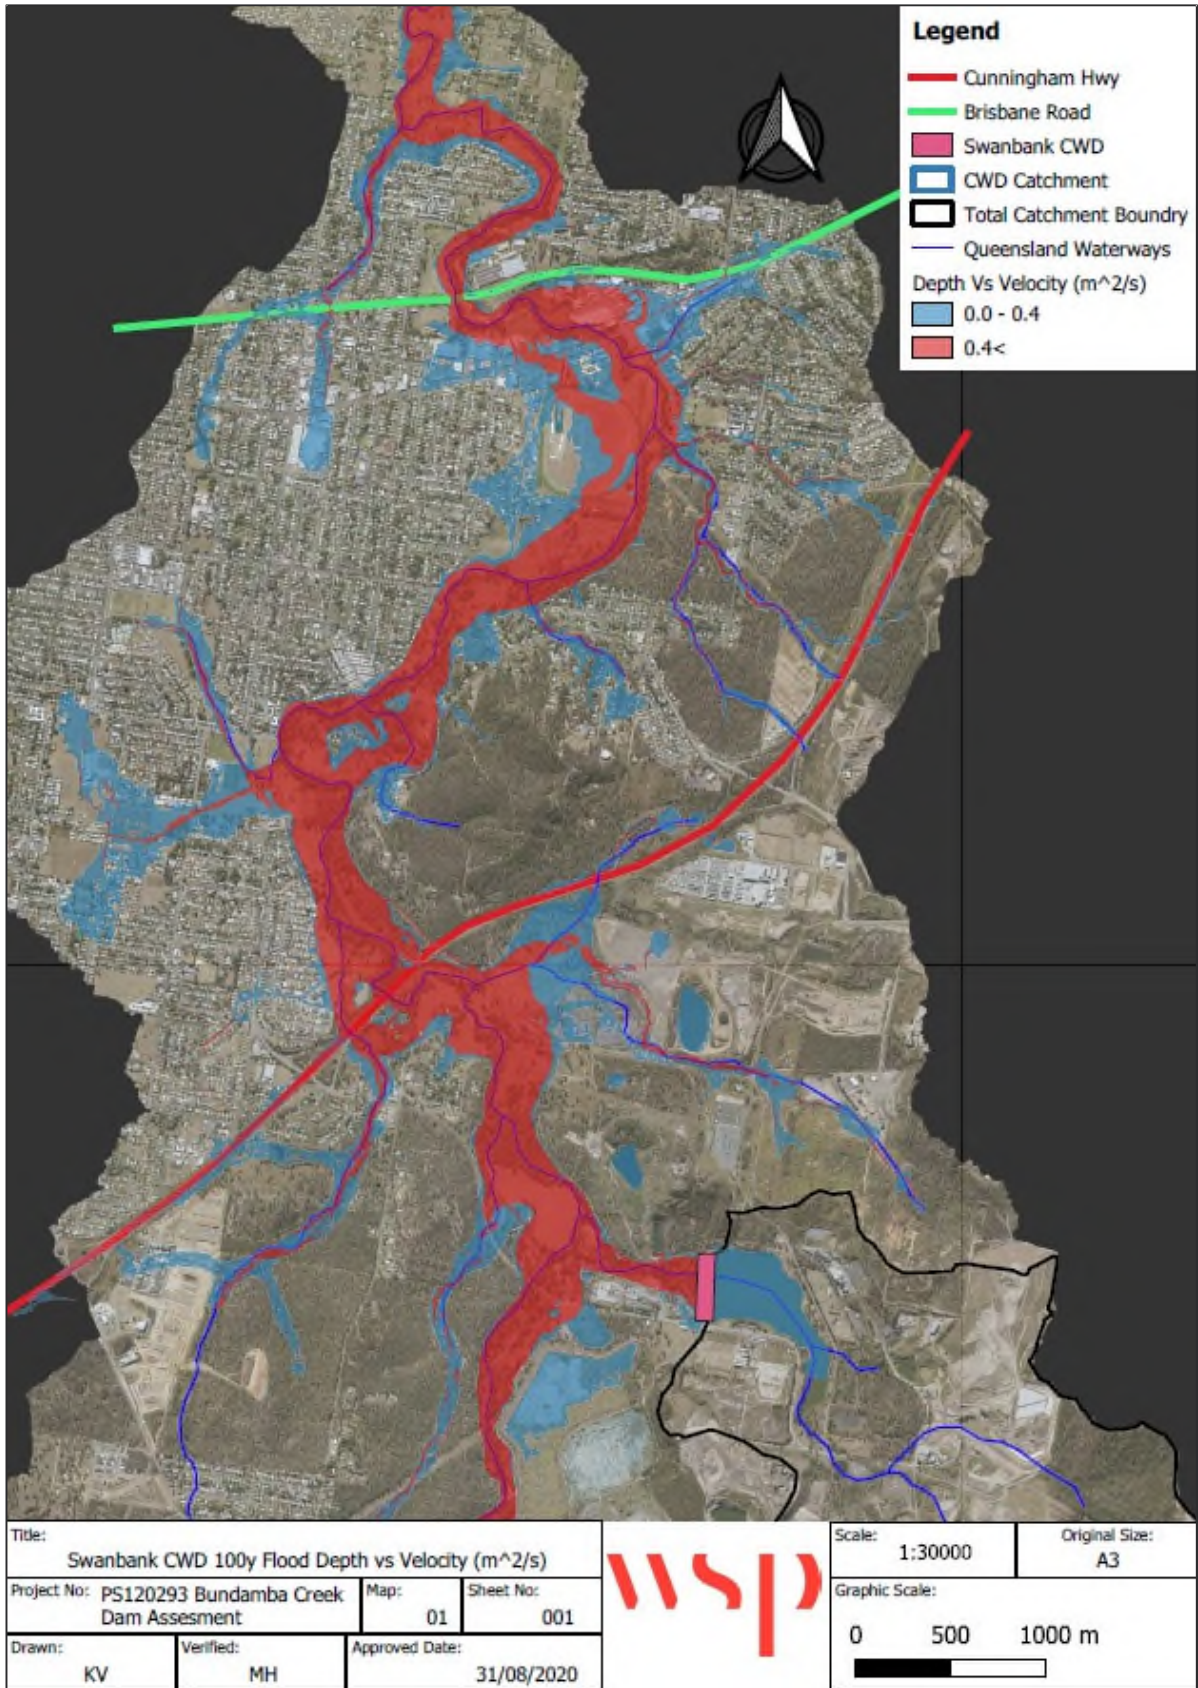 Legend
Cunningham Hwy
Brisbane Road
Swanbank CWD
CWD Catchment
Total Catchment Boundry
Queensland Waterways
Depth Vs Velocity (m^2/s)
0.0 - 0.4
0.4<
Title:
Swanbank CWD 100y Flood Depth vs Velocity (m^2/s)
Project No: PS120293 Bundamba Creek
Dam Assesment
Map:
01
Sheet No:
001
Drawn:
KV
Verified:
MH
Approved Date:
31/08/2020
wsp
Scale:
1:30000
Original Size:
A3
Graphic Scale:
0 500 1000 m